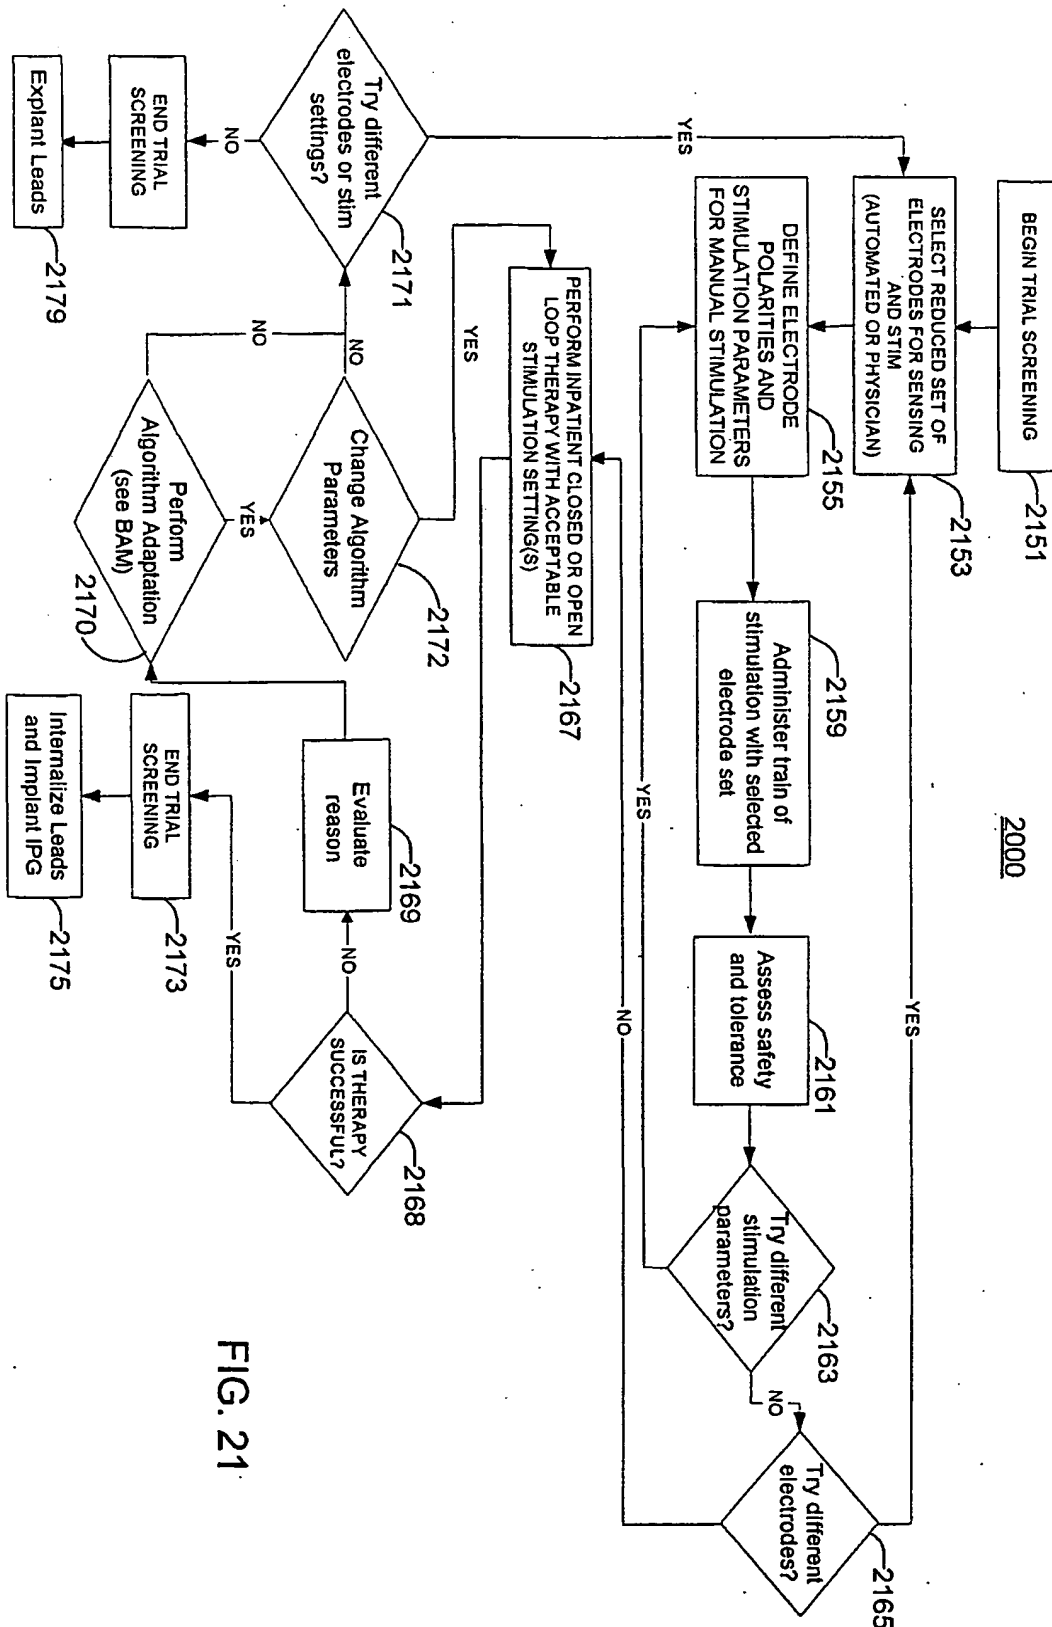 2000
BEGIN TRIAL SCREENING
2151
SELECT REDUCED SET OF
ELECTRODES FOR SENSING
AND STIM
(AUTOMATED OR PHYSICIAN)
2153
DEFINE ELECTRODE
POLARITIES AND
STIMULATION PARAMETERS
FOR MANUAL STIMULATION
2155
Administer train of
stimulation with selected
electrode set
2159
Assess safety
and tolerance
2161
Try different
stimulation
parameters?
2163
YES
NO
Try different
electrodes?
2165
YES
NO
PERFORM INPATIENT CLOSED OR OPEN
LOOP THERAPY WITH ACCEPTABLE
STIMULATION SETTING(S)
2167
IS THERAPY
SUCCESSFUL?
2168
NO
YES
Evaluate
reason
2169
Perform
Algorithm Adaptation
(see BAM)
2170
YES
NO
Change Algorithm
Parameters
2172
YES
NO
Try different
electrodes or stim
settings?
2171
YES
NO
END TRIAL
SCREENING
Explant Leads
2179
END TRIAL
SCREENING
2173
Internalize Leads
and Implant IPG
2175
FIG. 21